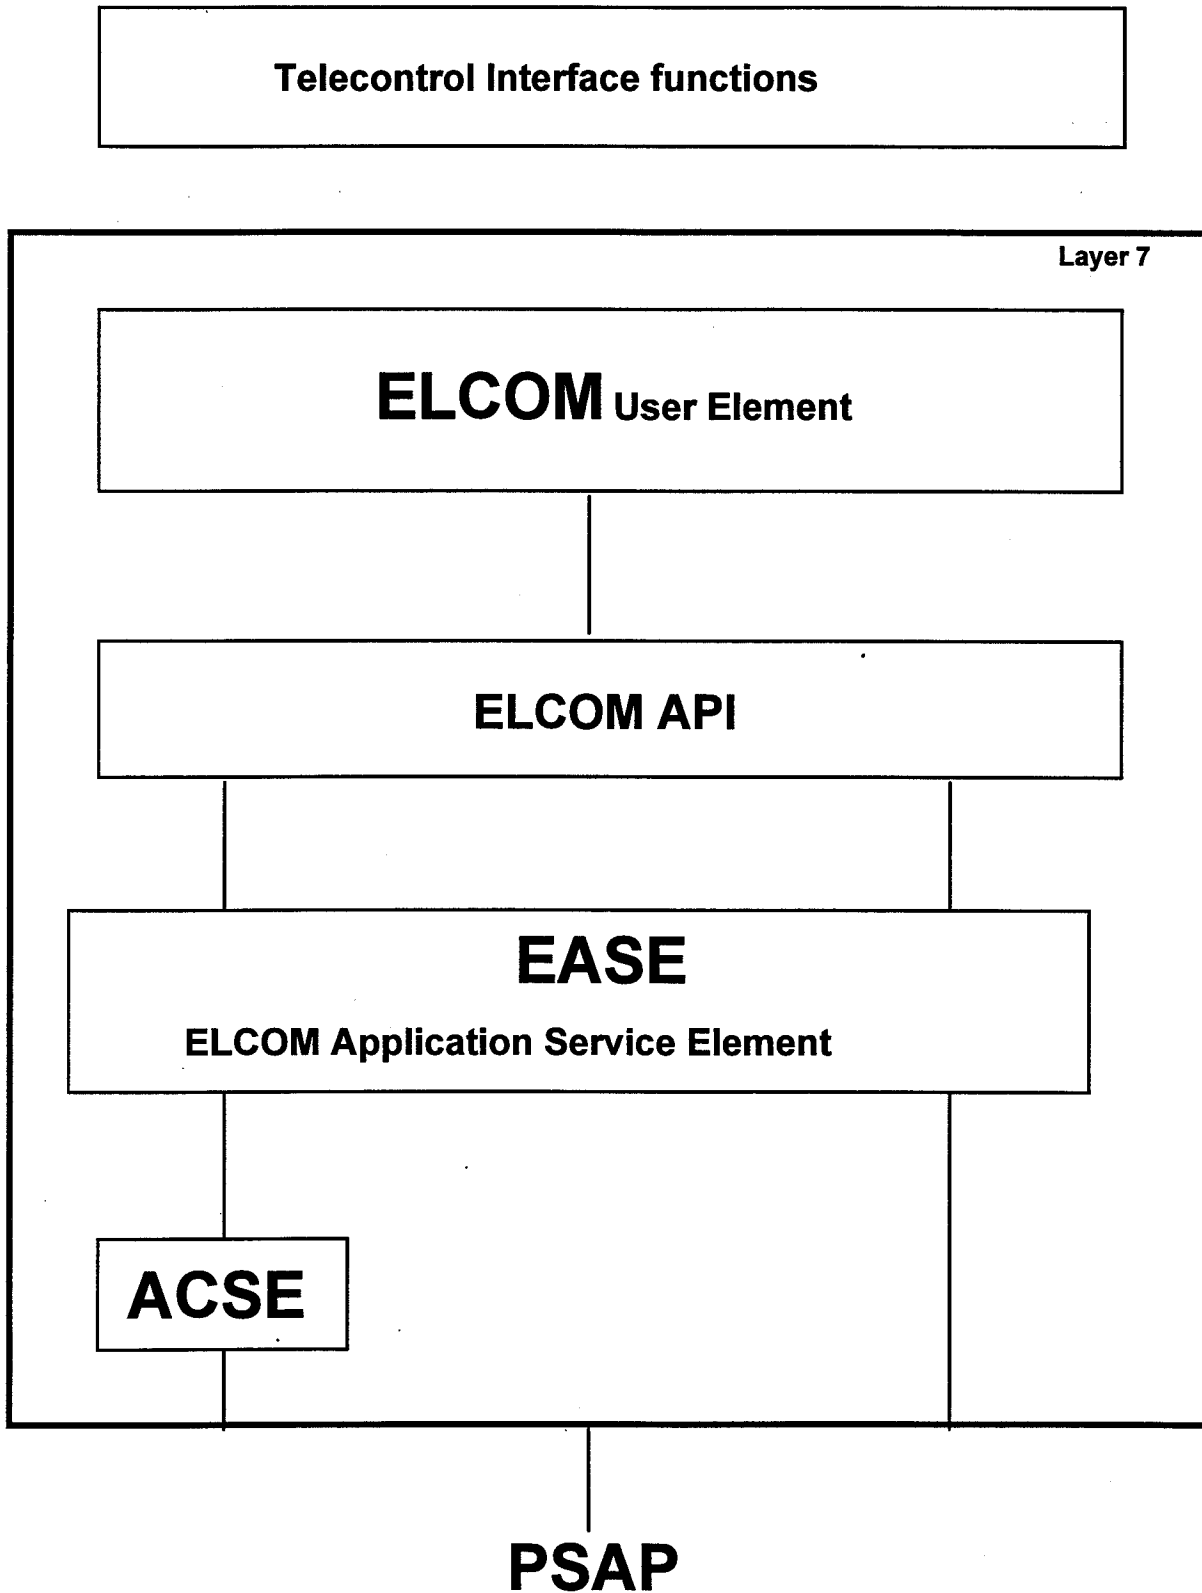 Telecontrol Interface functions
Layer 7
ELCOM User Element
ELCOM API
EASE
ELCOM Application Service Element
ACSE
PSAP